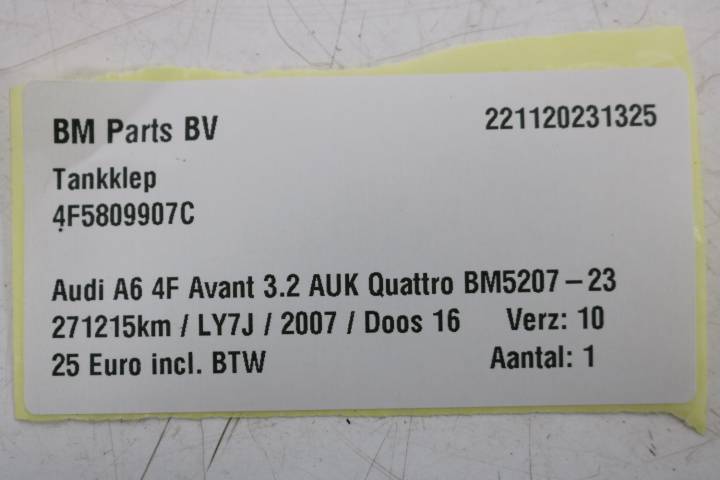 BM Parts BV 221120231325
Tankklep
4F5809907C
Audi A6 4F Avant 3.2 AUK Quattro BM5207-23
271215km / LY7J / 2007 / Doos 16 Verz: 10
25 Euro incl. BTW Aantal: 1